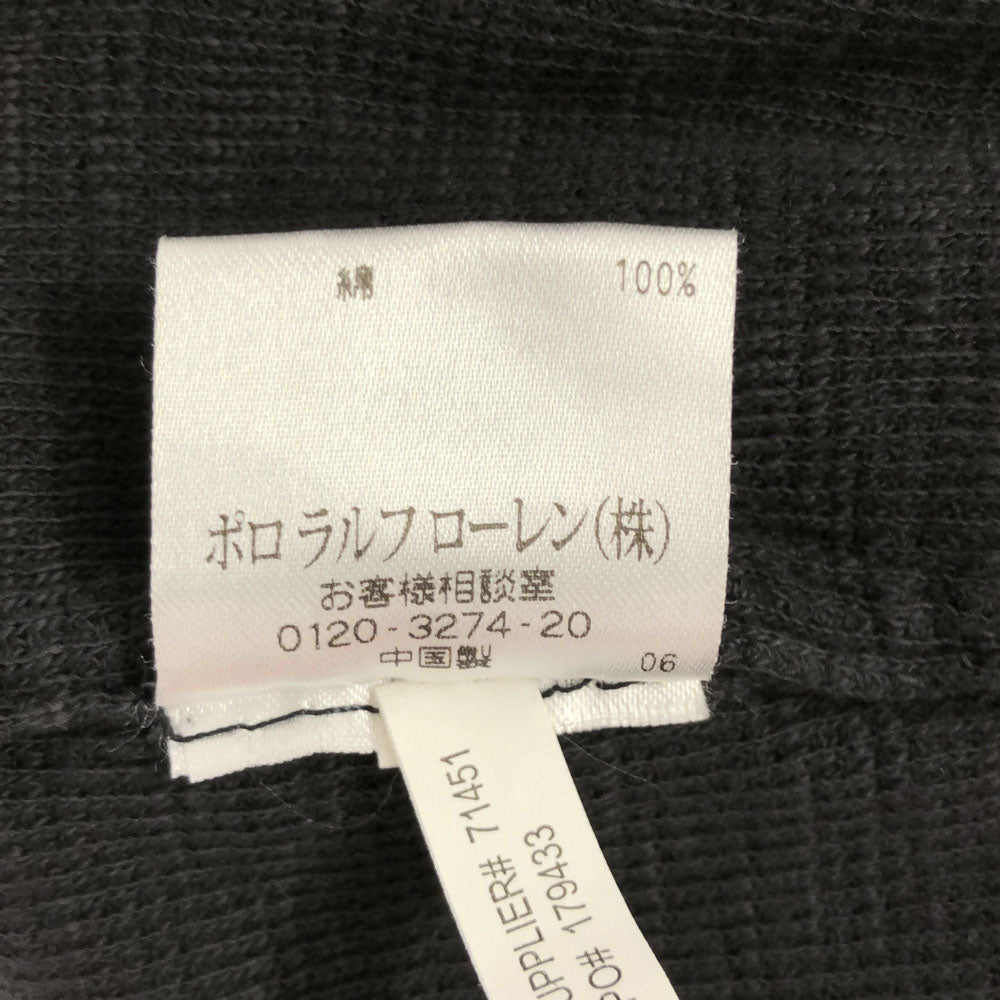 綿 100%
ポロ ラルフ ローレン(株)
お客様相談室
0120-3274-20
中国製 06
UPPLIER# 71451
PO# 179433